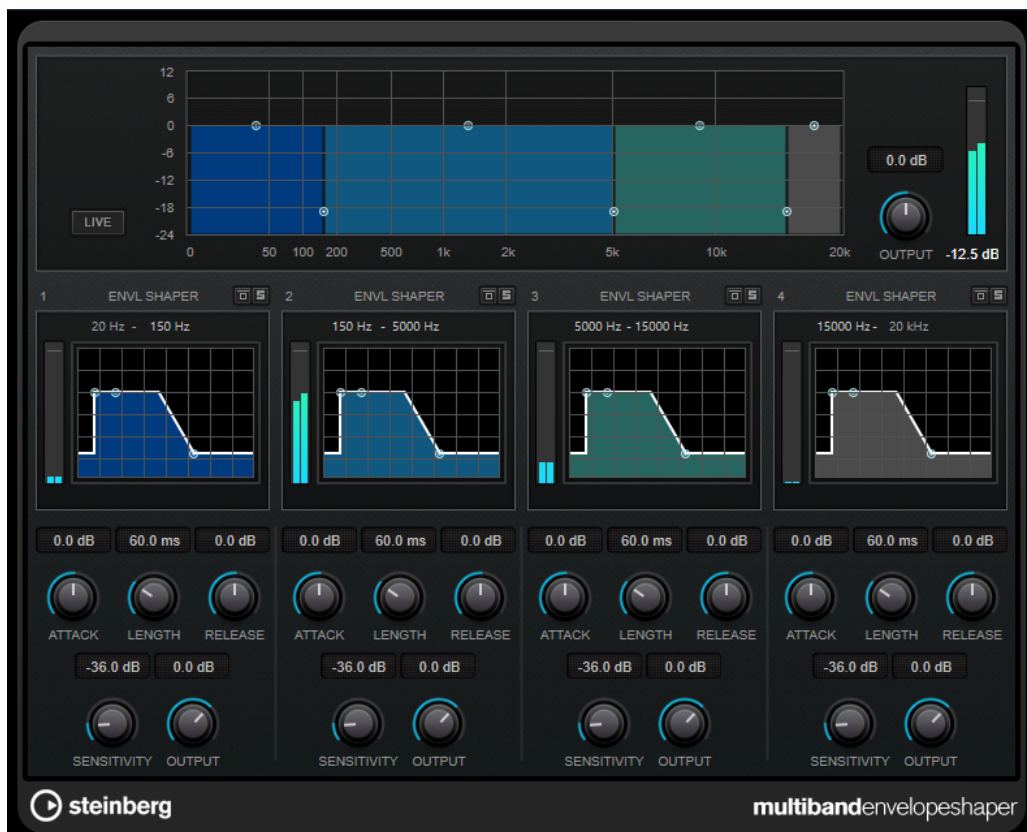 12
6
0
-6
-12
-18
-24
0 50 100 200 500 1k 2k 5k 10k 20k
LIVE
0.0 dB
OUTPUT -12.5 dB
1 ENVL SHAPER S 2 ENVL SHAPER S 3 ENVL SHAPER S 4 ENVL SHAPER S
20 Hz - 150 Hz 150 Hz - 5000 Hz 5000 Hz - 15000 Hz 15000 Hz - 20 kHz
0.0 dB 60.0 ms 0.0 dB 0.0 dB 60.0 ms 0.0 dB 0.0 dB 60.0 ms 0.0 dB 0.0 dB 60.0 ms 0.0 dB
ATTACK LENGTH RELEASE ATTACK LENGTH RELEASE ATTACK LENGTH RELEASE ATTACK LENGTH RELEASE
-36.0 dB 0.0 dB -36.0 dB 0.0 dB -36.0 dB 0.0 dB -36.0 dB 0.0 dB
SENSITIVITY OUTPUT SENSITIVITY OUTPUT SENSITIVITY OUTPUT SENSITIVITY OUTPUT
steinberg multibandenvelopeshaper